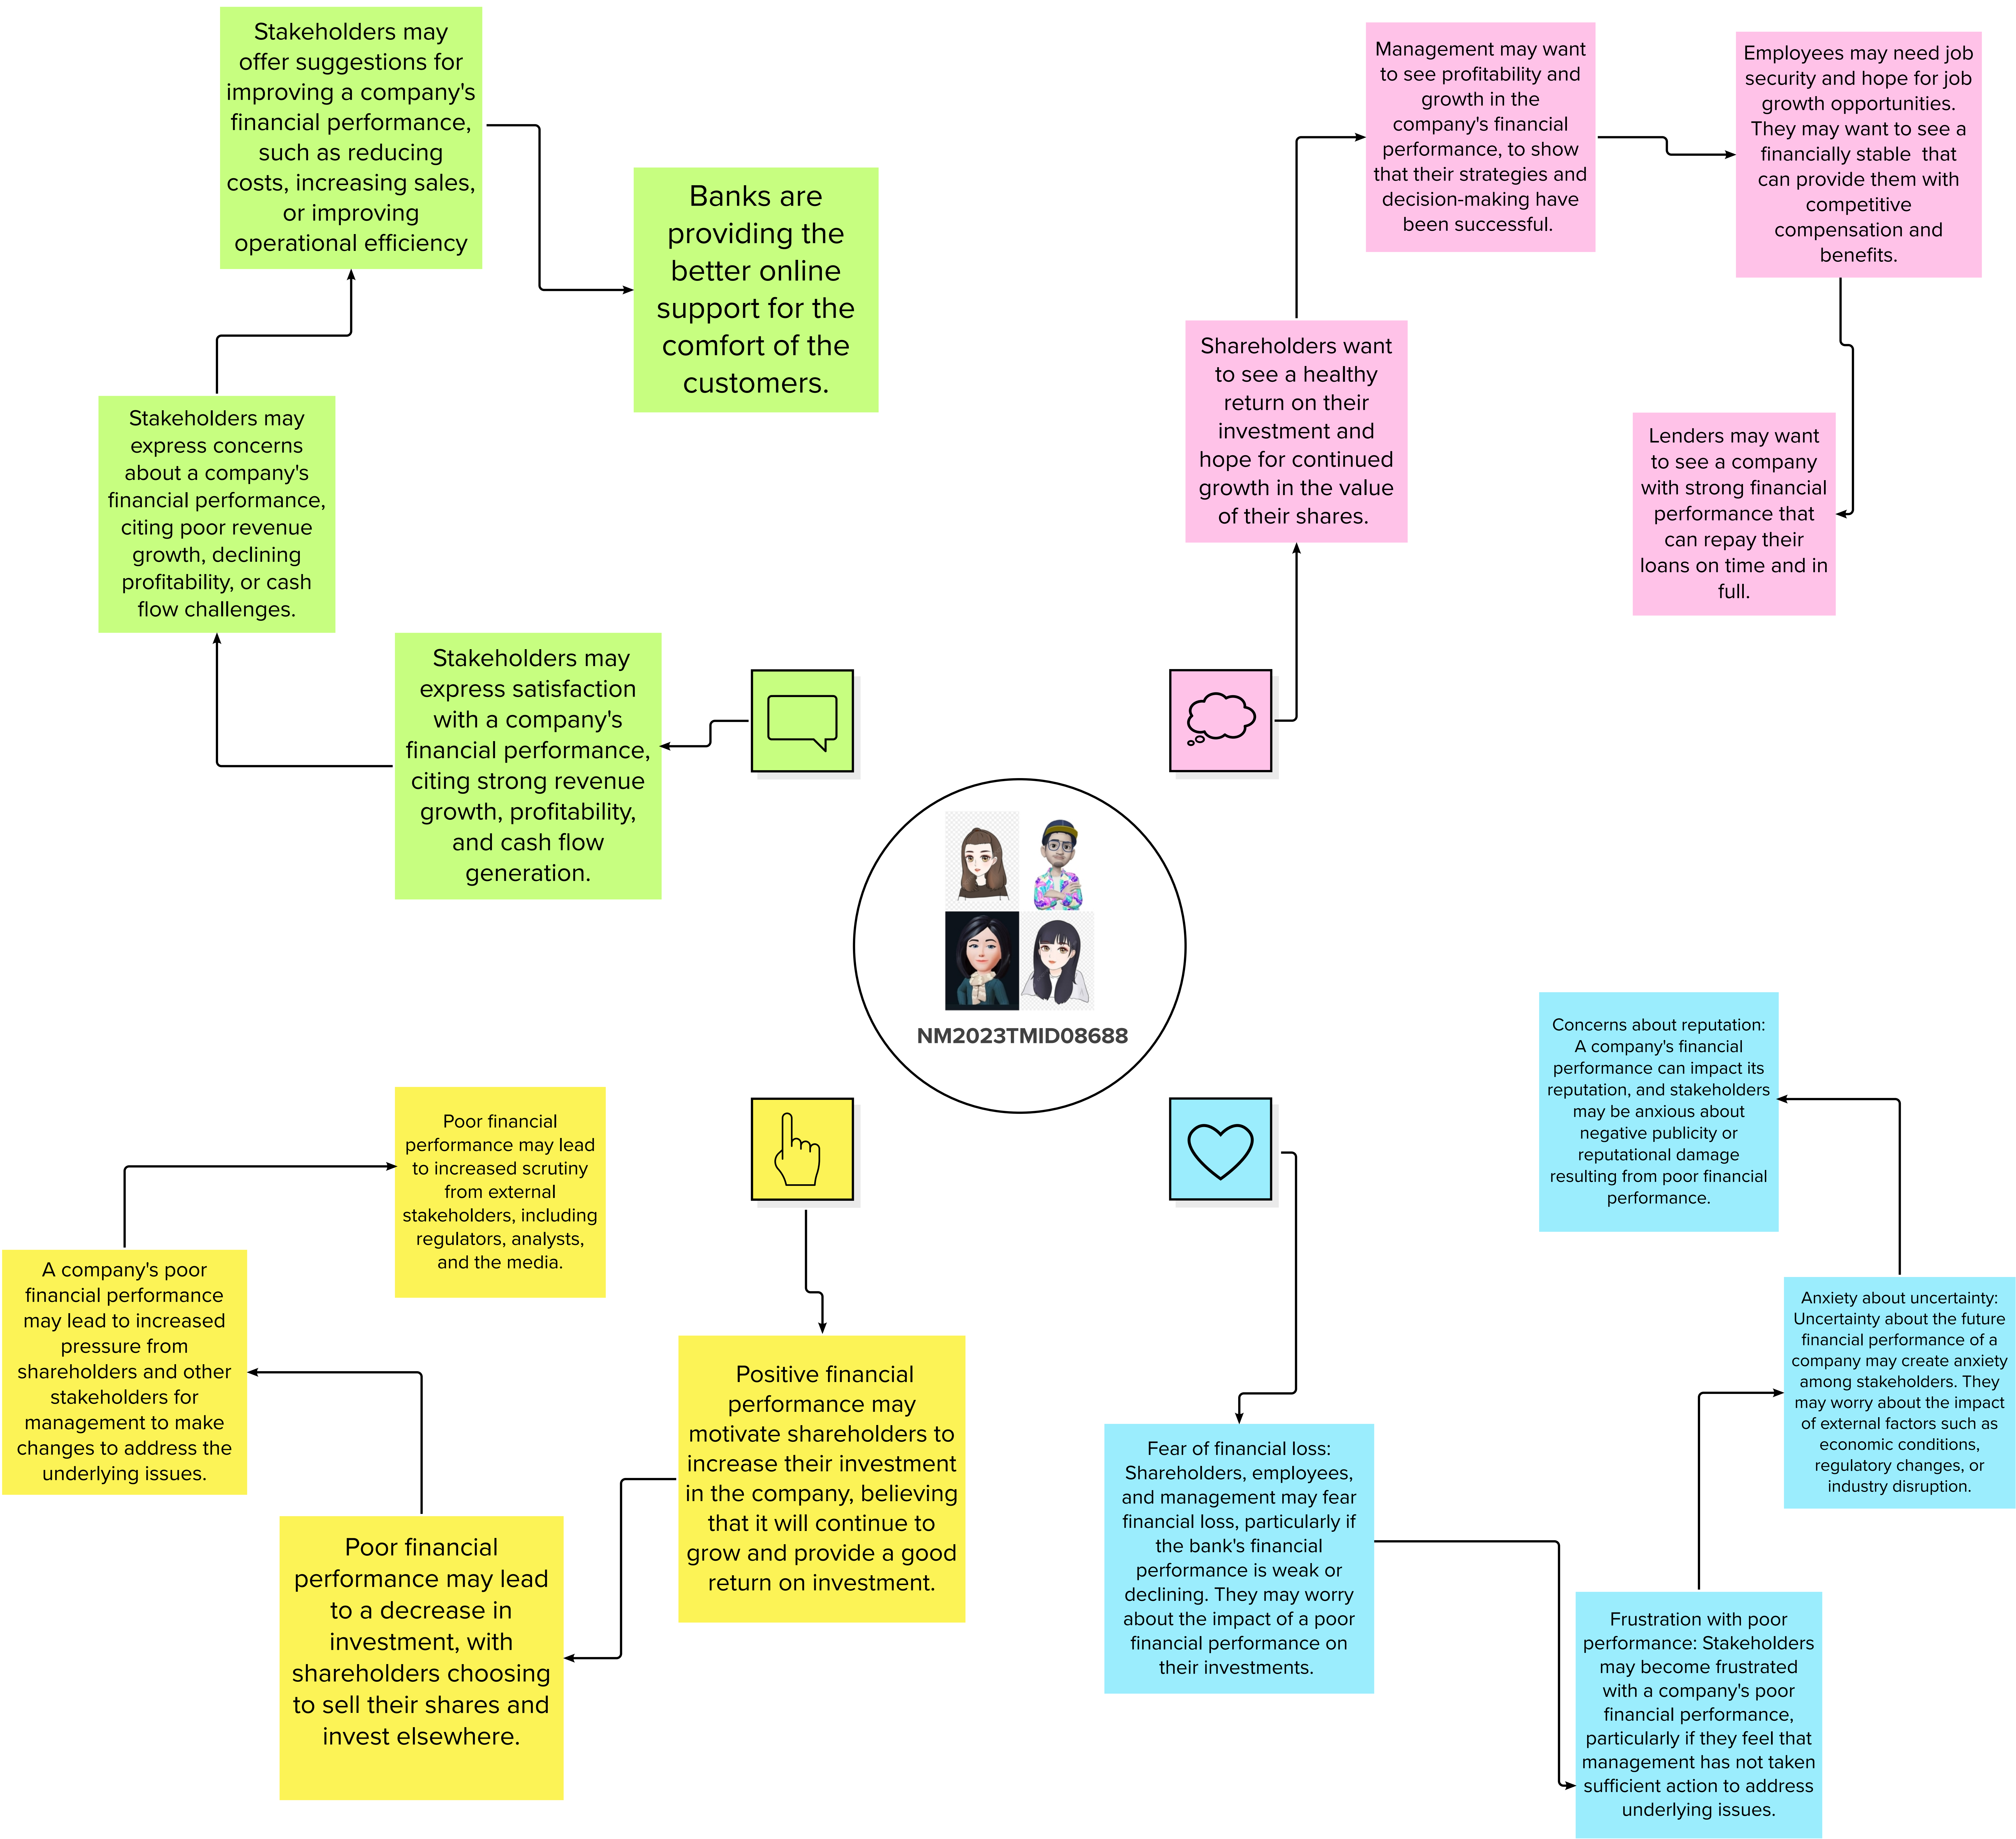 Stakeholders may
offer suggestions for
improving a company's
financial performance,
such as reducing
costs, increasing sales,
or improving
operational efficiency
Banks are
providing the
better online
support for the
comfort of the
customers.
Stakeholders may
express concerns
about a company's
financial performance,
citing poor revenue
growth, declining
profitability, or cash
flow challenges.
Stakeholders may
express satisfaction
with a company's
financial performance,
citing strong revenue
growth, profitability,
and cash flow
generation.
Management may want
to see profitability and
growth in the
company's financial
performance, to show
that their strategies and
decision-making have
been successful.
Employees may need job
security and hope for job
growth opportunities.
They may want to see a
financially stable that
can provide them with
competitive
compensation and
benefits.
Shareholders want
to see a healthy
return on their
investment and
hope for continued
growth in the value
of their shares.
Lenders may want
to see a company
with strong financial
performance that
can repay their
loans on time and in
full.
NM2023TMID08688
Poor financial
performance may lead
to increased scrutiny
from external
stakeholders, including
regulators, analysts,
and the media.
A company's poor
financial performance
may lead to increased
pressure from
shareholders and other
stakeholders for
management to make
changes to address the
underlying issues.
Positive financial
performance may
motivate shareholders to
increase their investment
in the company, believing
that it will continue to
grow and provide a good
return on investment.
Poor financial
performance may lead
to a decrease in
investment, with
shareholders choosing
to sell their shares and
invest elsewhere.
Concerns about reputation:
A company's financial
performance can impact its
reputation, and stakeholders
may be anxious about
negative publicity or
reputational damage
resulting from poor financial
performance.
Anxiety about uncertainty:
Uncertainty about the future
financial performance of a
company may create anxiety
among stakeholders. They
may worry about the impact
of external factors such as
economic conditions,
regulatory changes, or
industry disruption.
Fear of financial loss:
Shareholders, employees,
and management may fear
financial loss, particularly if
the bank's financial
performance is weak or
declining. They may worry
about the impact of a poor
financial performance on
their investments.
Frustration with poor
performance: Stakeholders
may become frustrated
with a company's poor
financial performance,
particularly if they feel that
management has not taken
sufficient action to address
underlying issues.